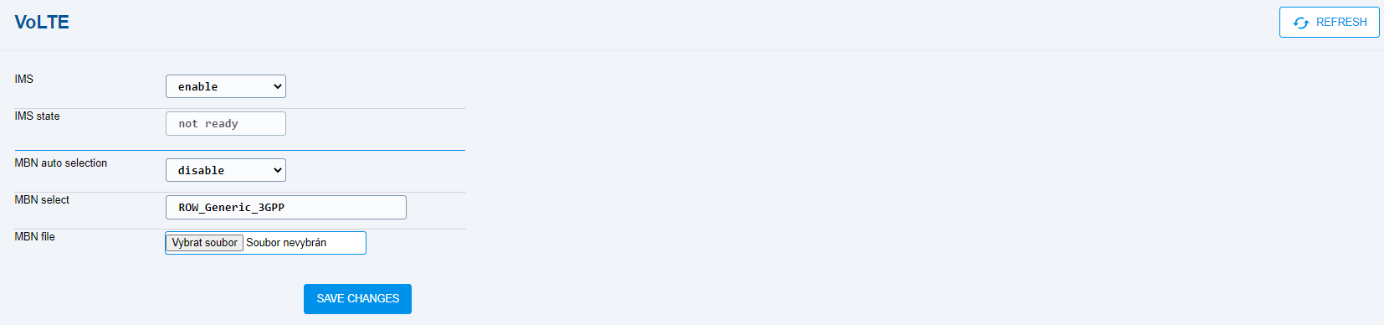 VoLTE
REFRESH
IMS
enable
IMS state
not ready
MBN auto selection
disable
MBN select
ROW_Generic_3GPP
MBN file
Vybrat soubor Soubor nevybrán
SAVE CHANGES